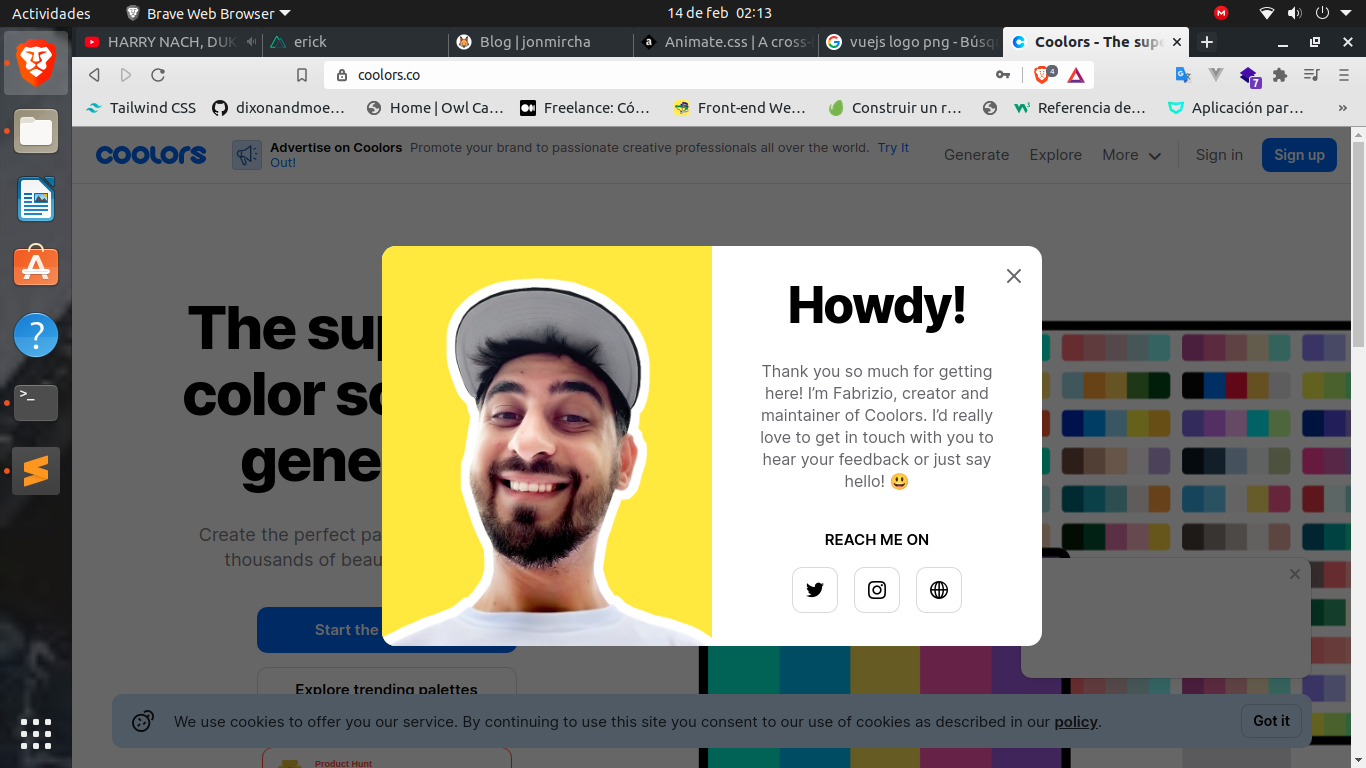 Actividades
Brave Web Browser
14 de feb 02:13
HARRY NACH, DUK
erick
Blog | jonmircha
Animate.css | A cross-
vuejs logo png - Búsq
Coolors - The supe
coolors.co
4
7
Tailwind CSS
dixonandmoe...
Home | Owl Ca...
Freelance: Có...
Front-end We...
Construir un r...
Referencia de...
Aplicación par...
»
coolors
Advertise on Coolors Promote your brand to passionate creative professionals all over the world. Try It
Out!
Generate
Explore
More
Sign in
Sign up
The sup
color sc
gene
Create the perfect pa
thousands of beau
Start the
Explore trending palettes
Howdy!
Thank you so much for getting
here! I'm Fabrizio, creator and
maintainer of Coolors. I'd really
love to get in touch with you to
hear your feedback or just say
hello! 😃
REACH ME ON
We use cookies to offer you our service. By continuing to use this site you consent to our use of cookies as described in our policy.
Got it
Product Hunt